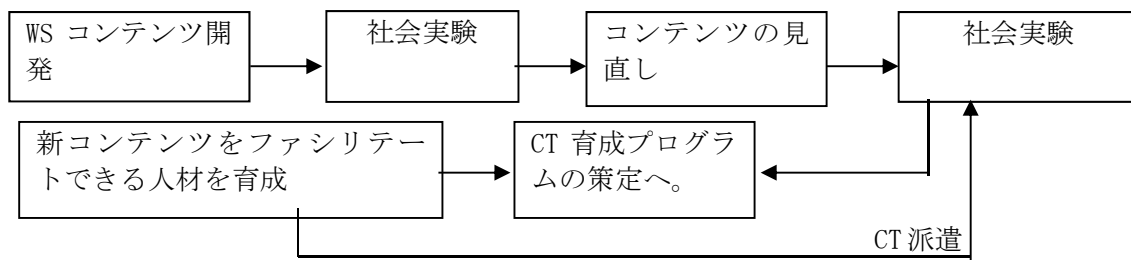 WS コンテンツ開
発
社会実験
コンテンツの見
直し
社会実験
新コンテンツをファシリテー
トできる人材を育成
CT 育成プログラ
ムの策定へ。
CT派遣